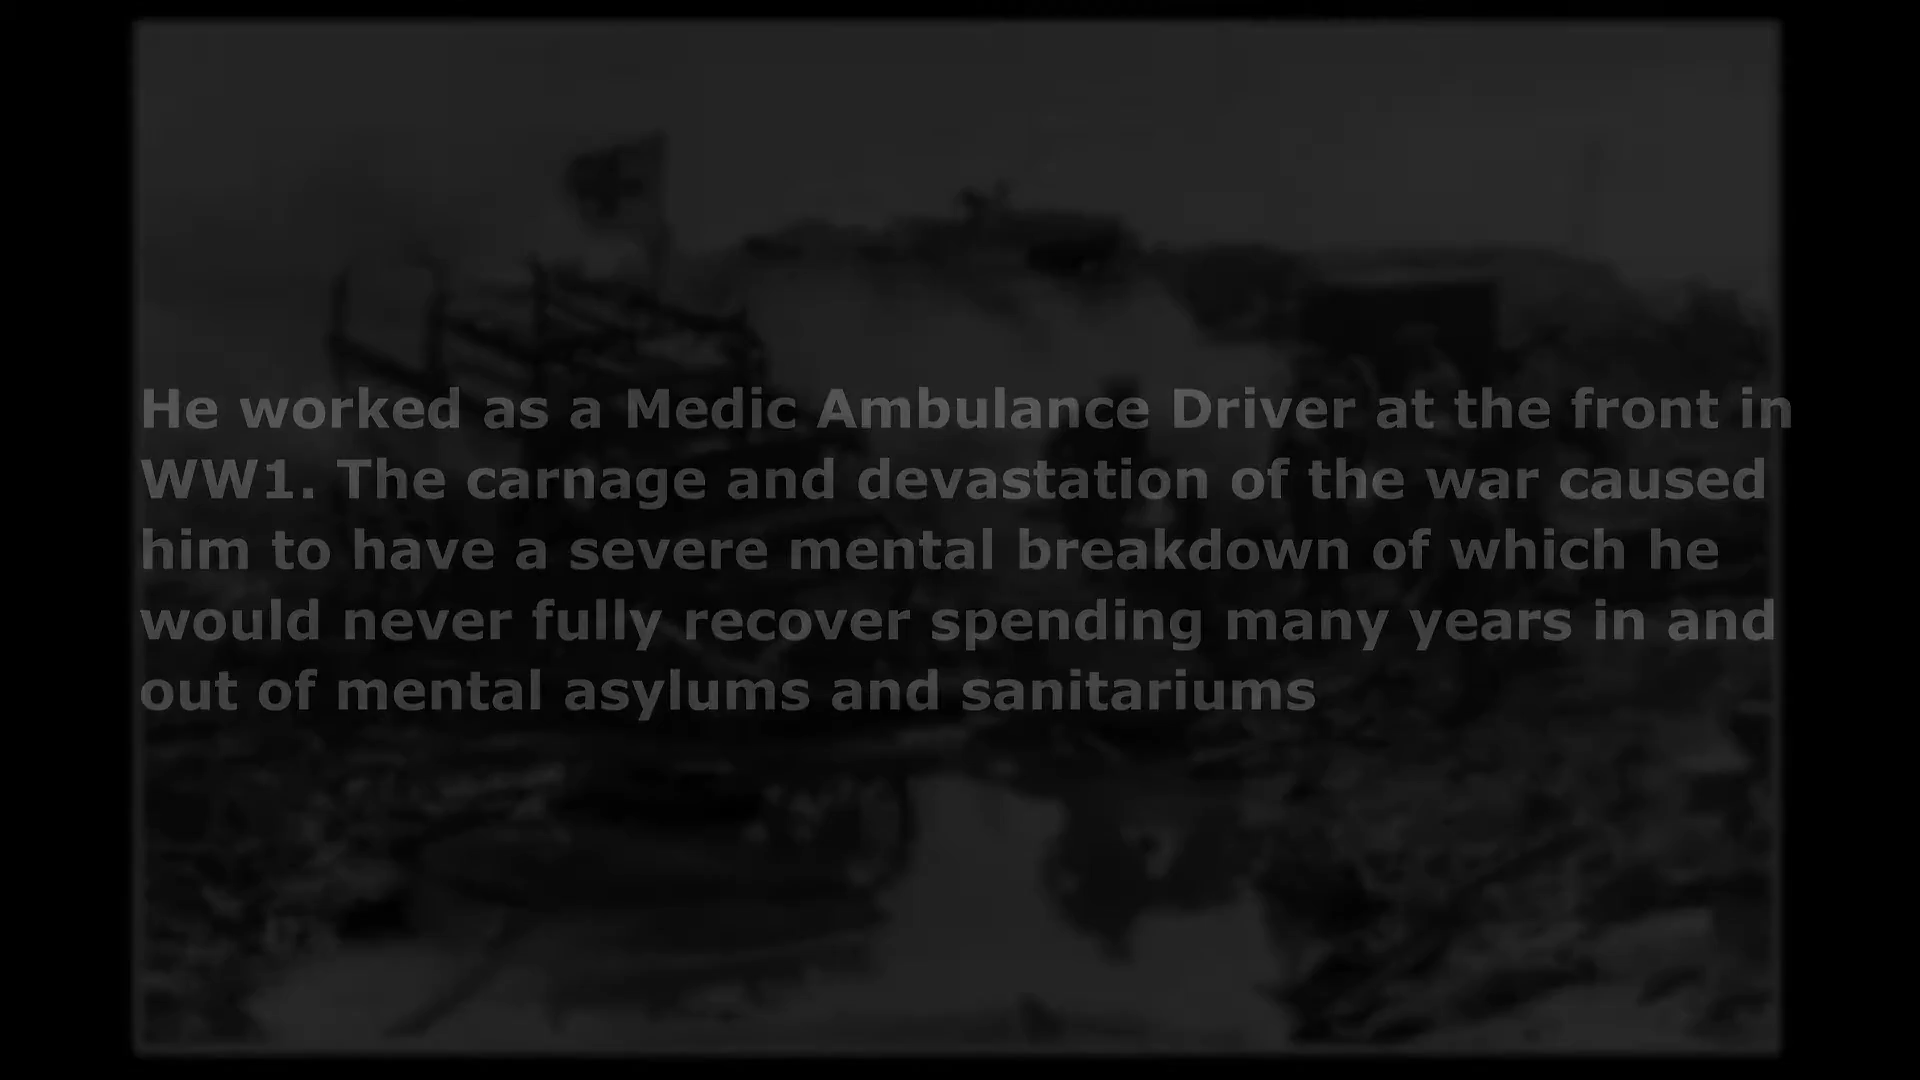 He worked as a Medic Ambulance Driver at the front in
WW1. The carnage and devastation of the war caused
him to have a severe mental breakdown of which he
would never fully recover spending many years in and
out of mental asylums and sanitariums